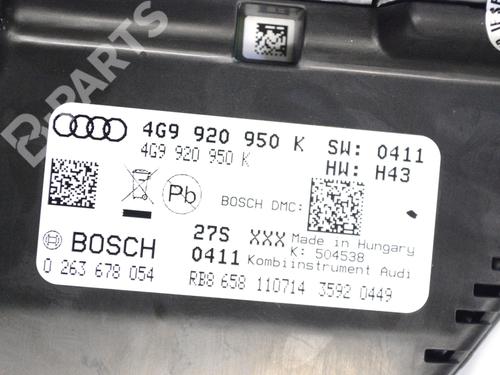 B-PARTS
4G9 920 950 K SW: 0411
4G9 920 950 K HW: H43
Pb
BOSCH DMC:
BOSCH 27S XXX Made in Hungary
K: 504538
0 263 678 054 0411 Kombiinstrument Audi
RB8 658 110714 3592 0449